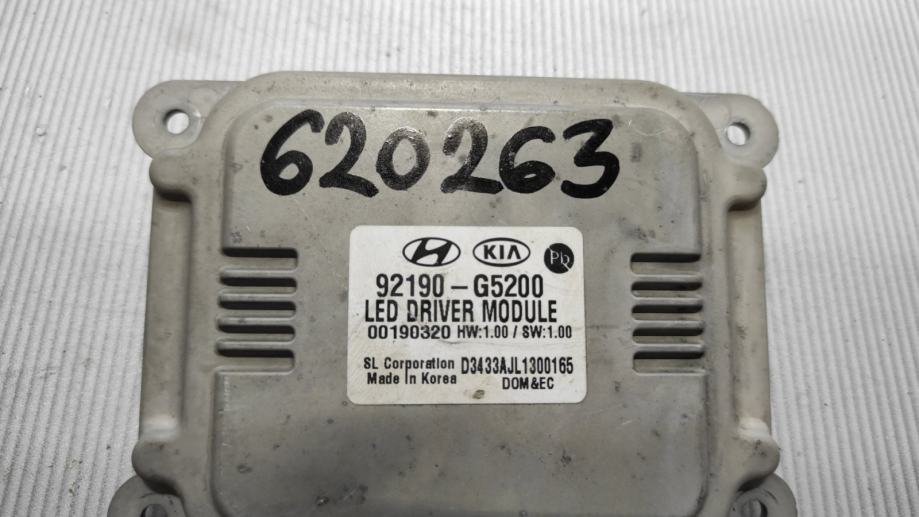 620263
KIA Pb
92190-G5200
LED DRIVER MODULE
00190320 HW:1.00 / SW:1.00
SL Corporation D3433AJL1300165
Made In Korea DOM&EC